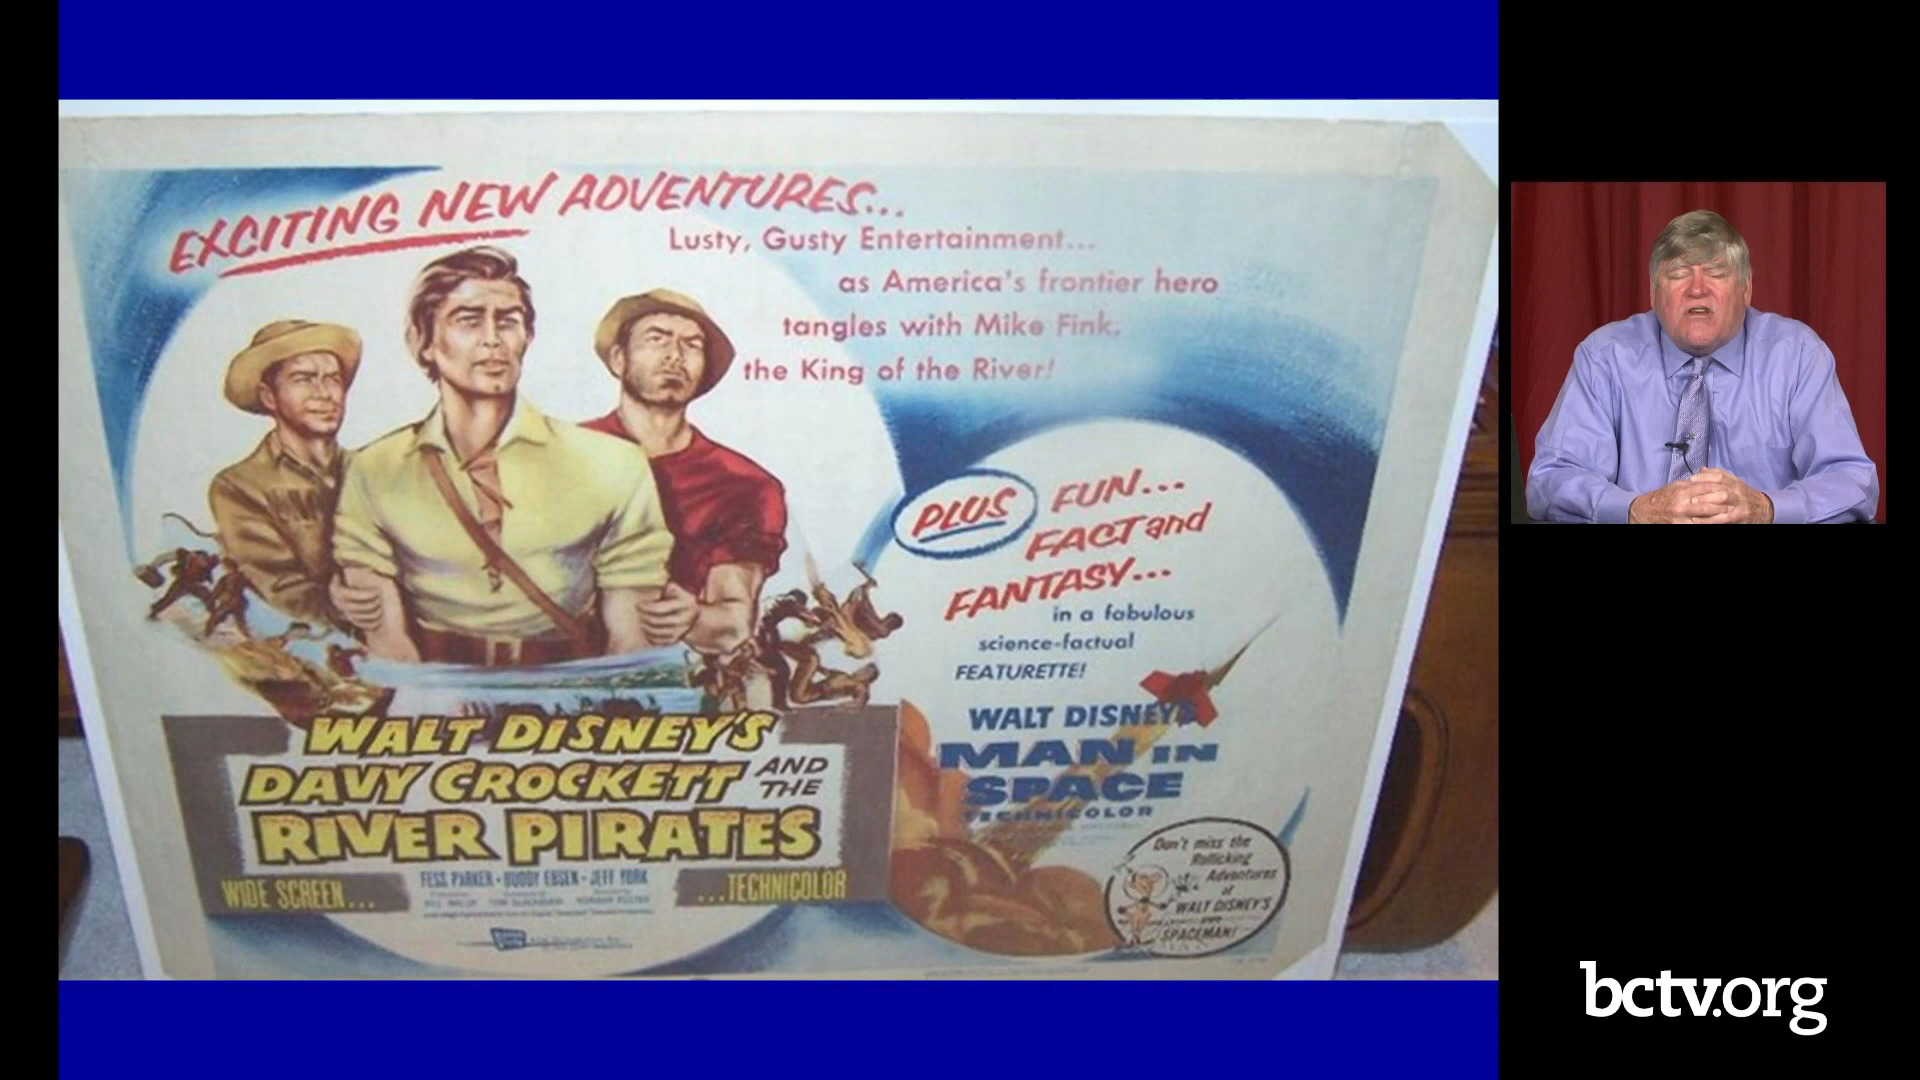 EXCITING NEW ADVENTURES...
Lusty, Gusty Entertainment...
as America's frontier hero
tangles with Mike Fink,
the King of the River!
PLUS FUN...
FACT and
FANTASY...
in a fabulous
science-factual
FEATURETTE!
WALT DISNEY'S
MAN IN
SPACE
TECHNICOLOR
WALT DISNEY'S
DAVY CROCKETT AND THE
RIVER PIRATES
WIDE SCREEN...
FESS PARKER · BUDDY EBSEN · JEFF YORK
...TECHNICOLOR
Don't miss the
Rollicking
Adventures
of
WALT DISNEY'S
SPACEMAN!
bctv.org